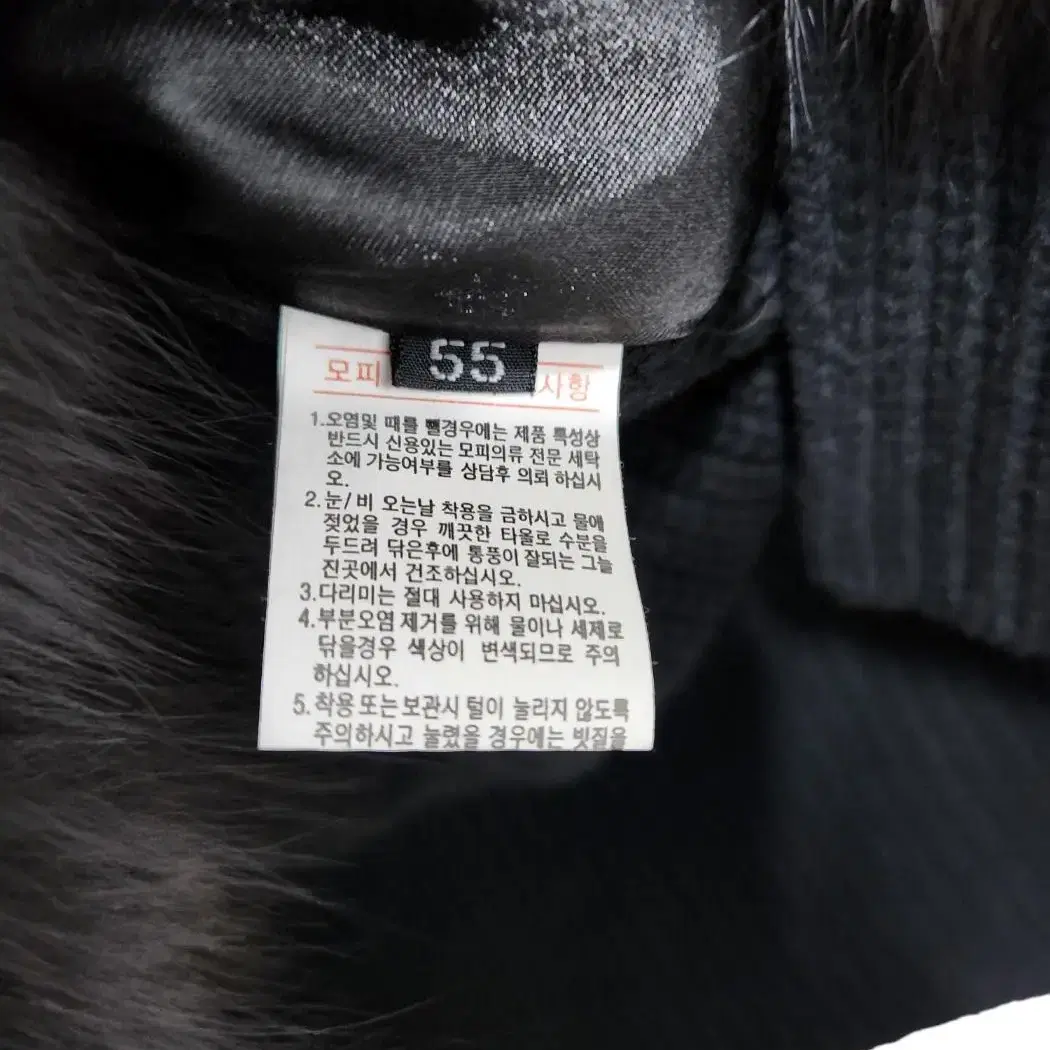 55
모피 사항
1.오염및 때를 뺄경우에는 제품 특성상
반드시 신용있는 모피의류 전문 세탁
소에 가능여부를 상담후 의뢰 하십시
오.
2.눈/비 오는날 착용을 금하시고 물에
젖었을 경우 깨끗한 타올로 수분을
두드려 닦은후에 통풍이 잘되는 그늘
진곳에서 건조하십시오.
3.다리미는 절대 사용하지 마십시오.
4.부분오염 제거를 위해 물이나 세제로
닦을경우 색상이 변색되므로 주의
하십시오.
5.착용 또는 보관시 털이 눌리지 않도록
주의하시고 눌렸을 경우에는 빗질을